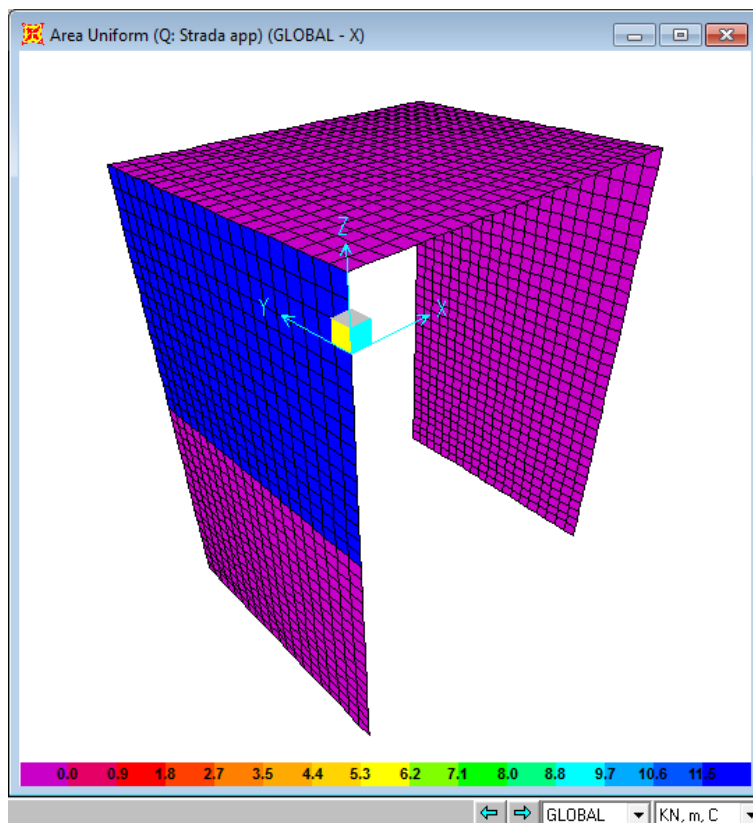 Area Uniform (Q: Strada app) (GLOBAL - X)
Z
Y
X
0.0 0.9 1.8 2.7 3.5 4.4 5.3 6.2 7.1 8.0 8.8 9.7 10.6 11.5
GLOBAL KN, m, C